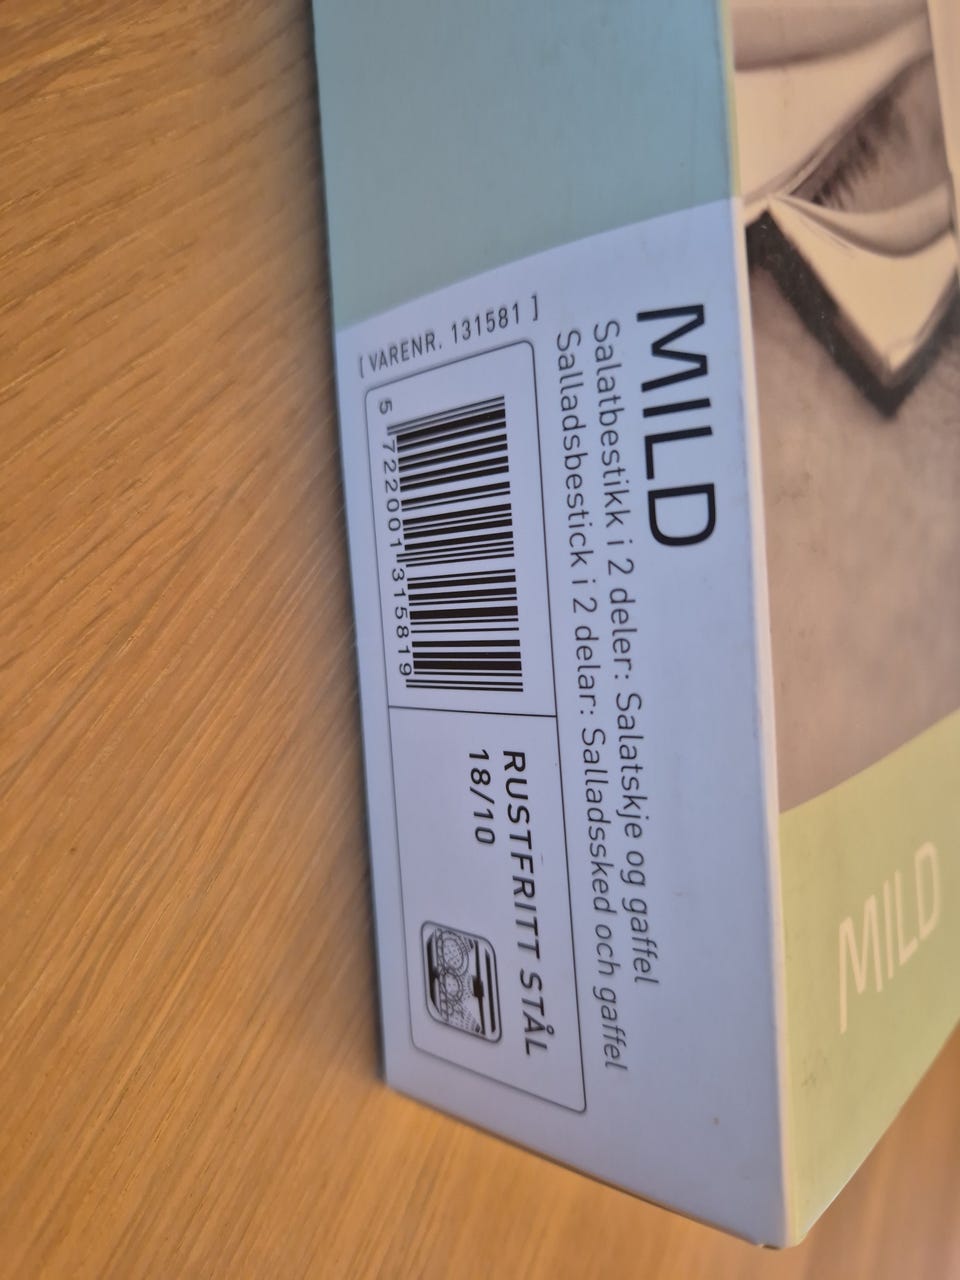 MILD
Salatbestikk i 2 deler: Salatskje og gaffel
Salladsbestick i 2 delar: Salladssked och gaffel
[ VARENR. 131581 ]
5 722001 315819
RUSTFRITT STÅL
18/10
MILD